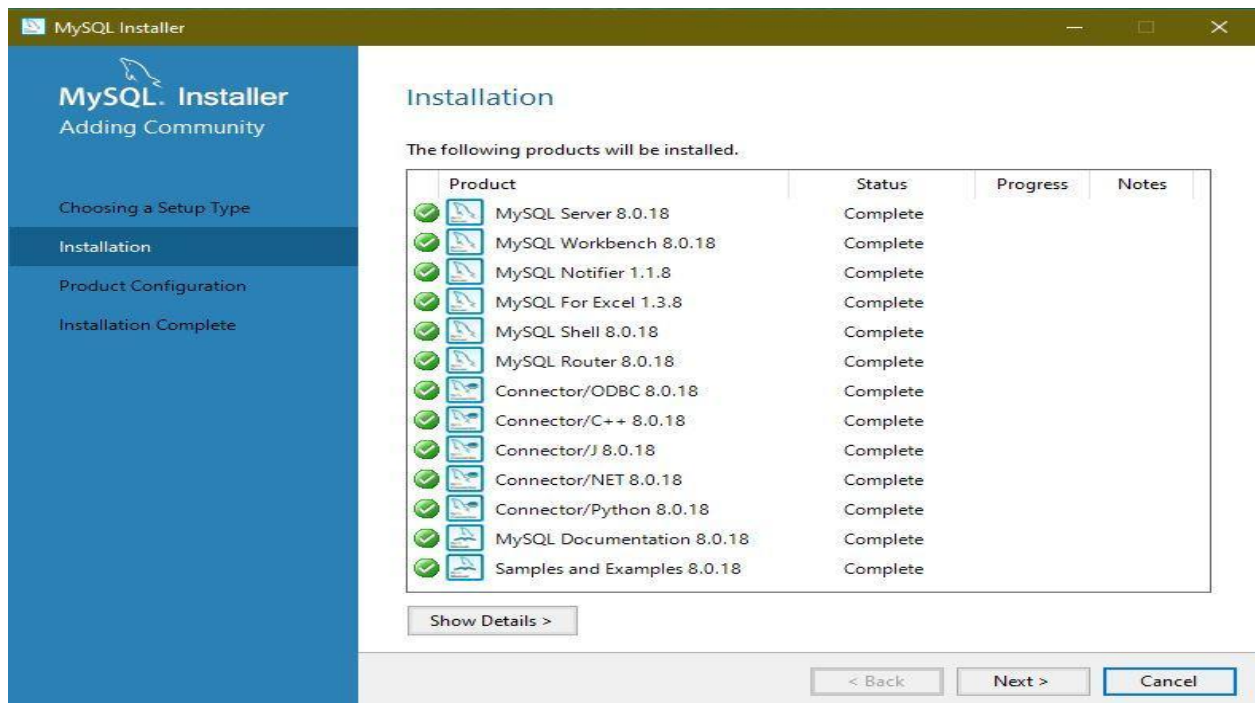 MySQL Installer
MySQL. Installer
Adding Community
Choosing a Setup Type
Installation
Product Configuration
Installation Complete
Installation
The following products will be installed.
Product Status Progress Notes
MySQL Server 8.0.18 Complete
MySQL Workbench 8.0.18 Complete
MySQL Notifier 1.1.8 Complete
MySQL For Excel 1.3.8 Complete
MySQL Shell 8.0.18 Complete
MySQL Router 8.0.18 Complete
Connector/ODBC 8.0.18 Complete
Connector/C++ 8.0.18 Complete
Connector/J 8.0.18 Complete
Connector/NET 8.0.18 Complete
Connector/Python 8.0.18 Complete
MySQL Documentation 8.0.18 Complete
Samples and Examples 8.0.18 Complete
Show Details >
< Back Next > Cancel